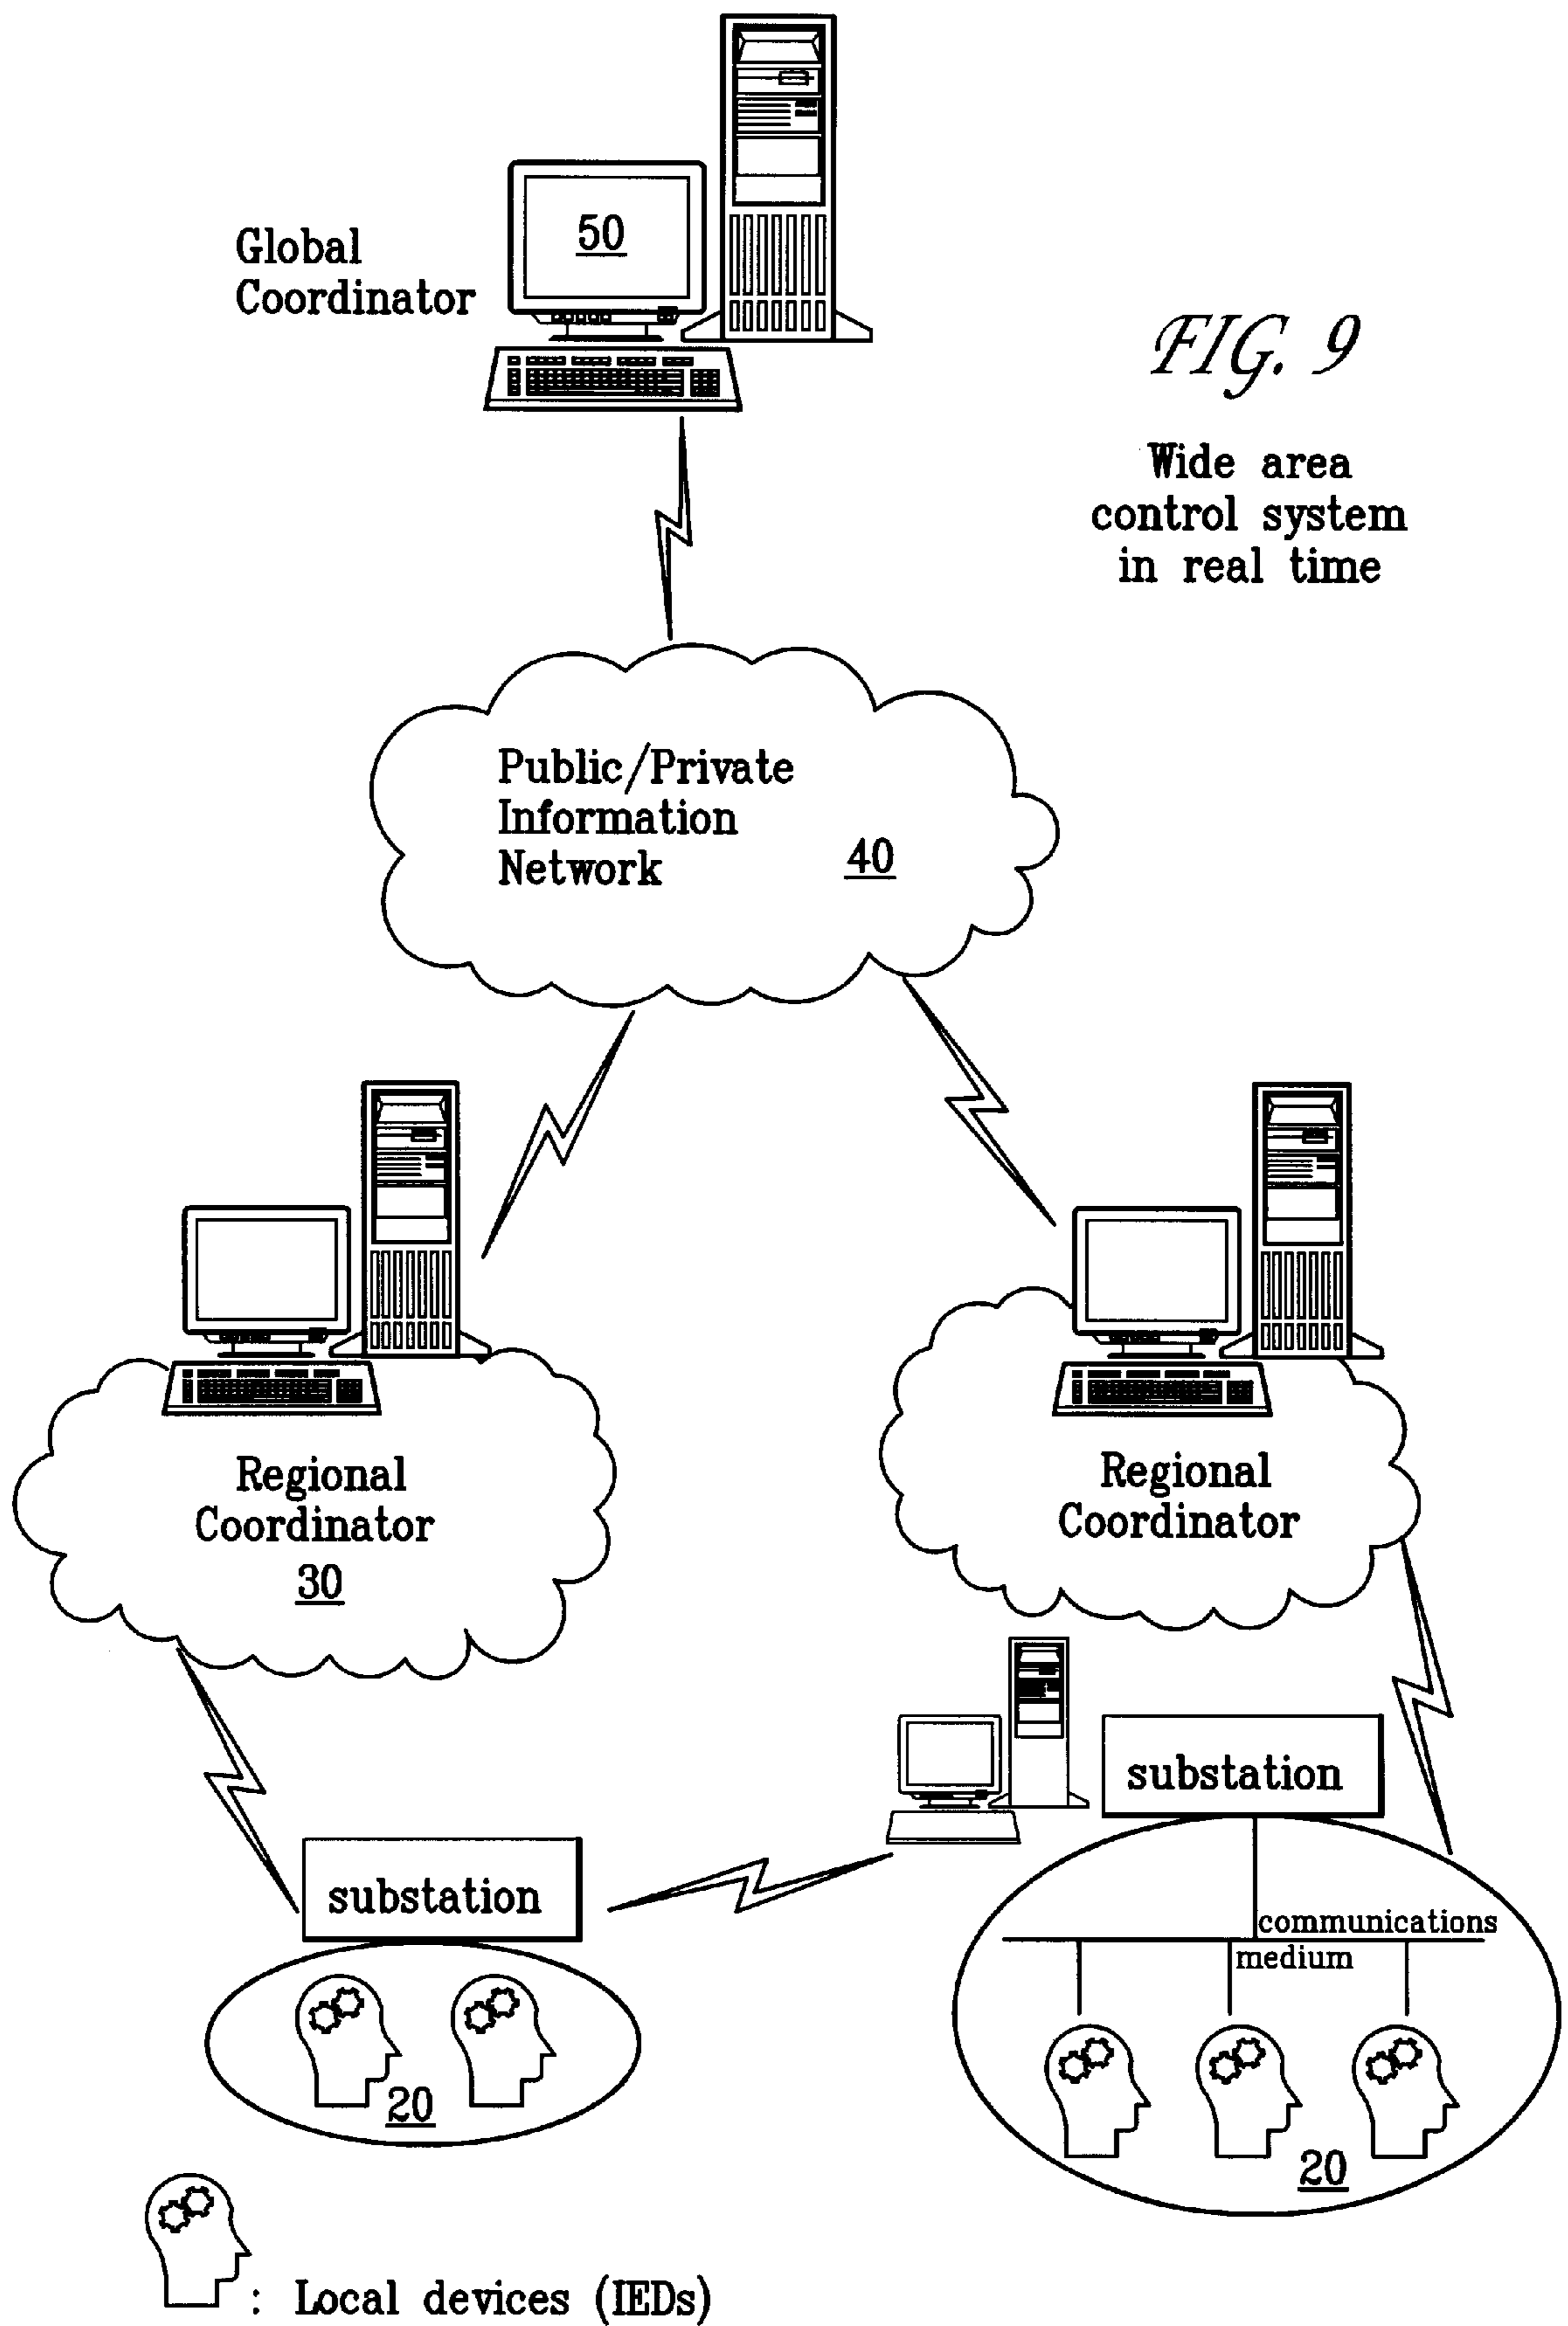 Global
Coordinator
50
FIG. 9
Wide area
control system
in real time
Public/Private
Information
Network
40
Regional
Coordinator
30
Regional
Coordinator
substation
substation
communications
medium
20
20
: Local devices (IEDs)